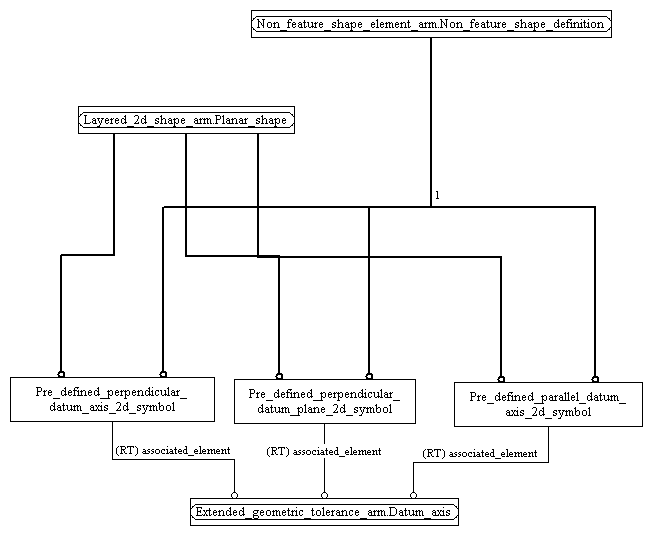 Non_feature_shape_element_arm.Non_feature_shape_definition
Layered_2d_shape_arm.Planar_shape
1
Pre_defined_perpendicular_
datum_axis_2d_symbol
Pre_defined_perpendicular_
datum_plane_2d_symbol
Pre_defined_parallel_datum_
axis_2d_symbol
(RT) associated_element
(RT) associated_element
(RT) associated_element
Extended_geometric_tolerance_arm.Datum_axis